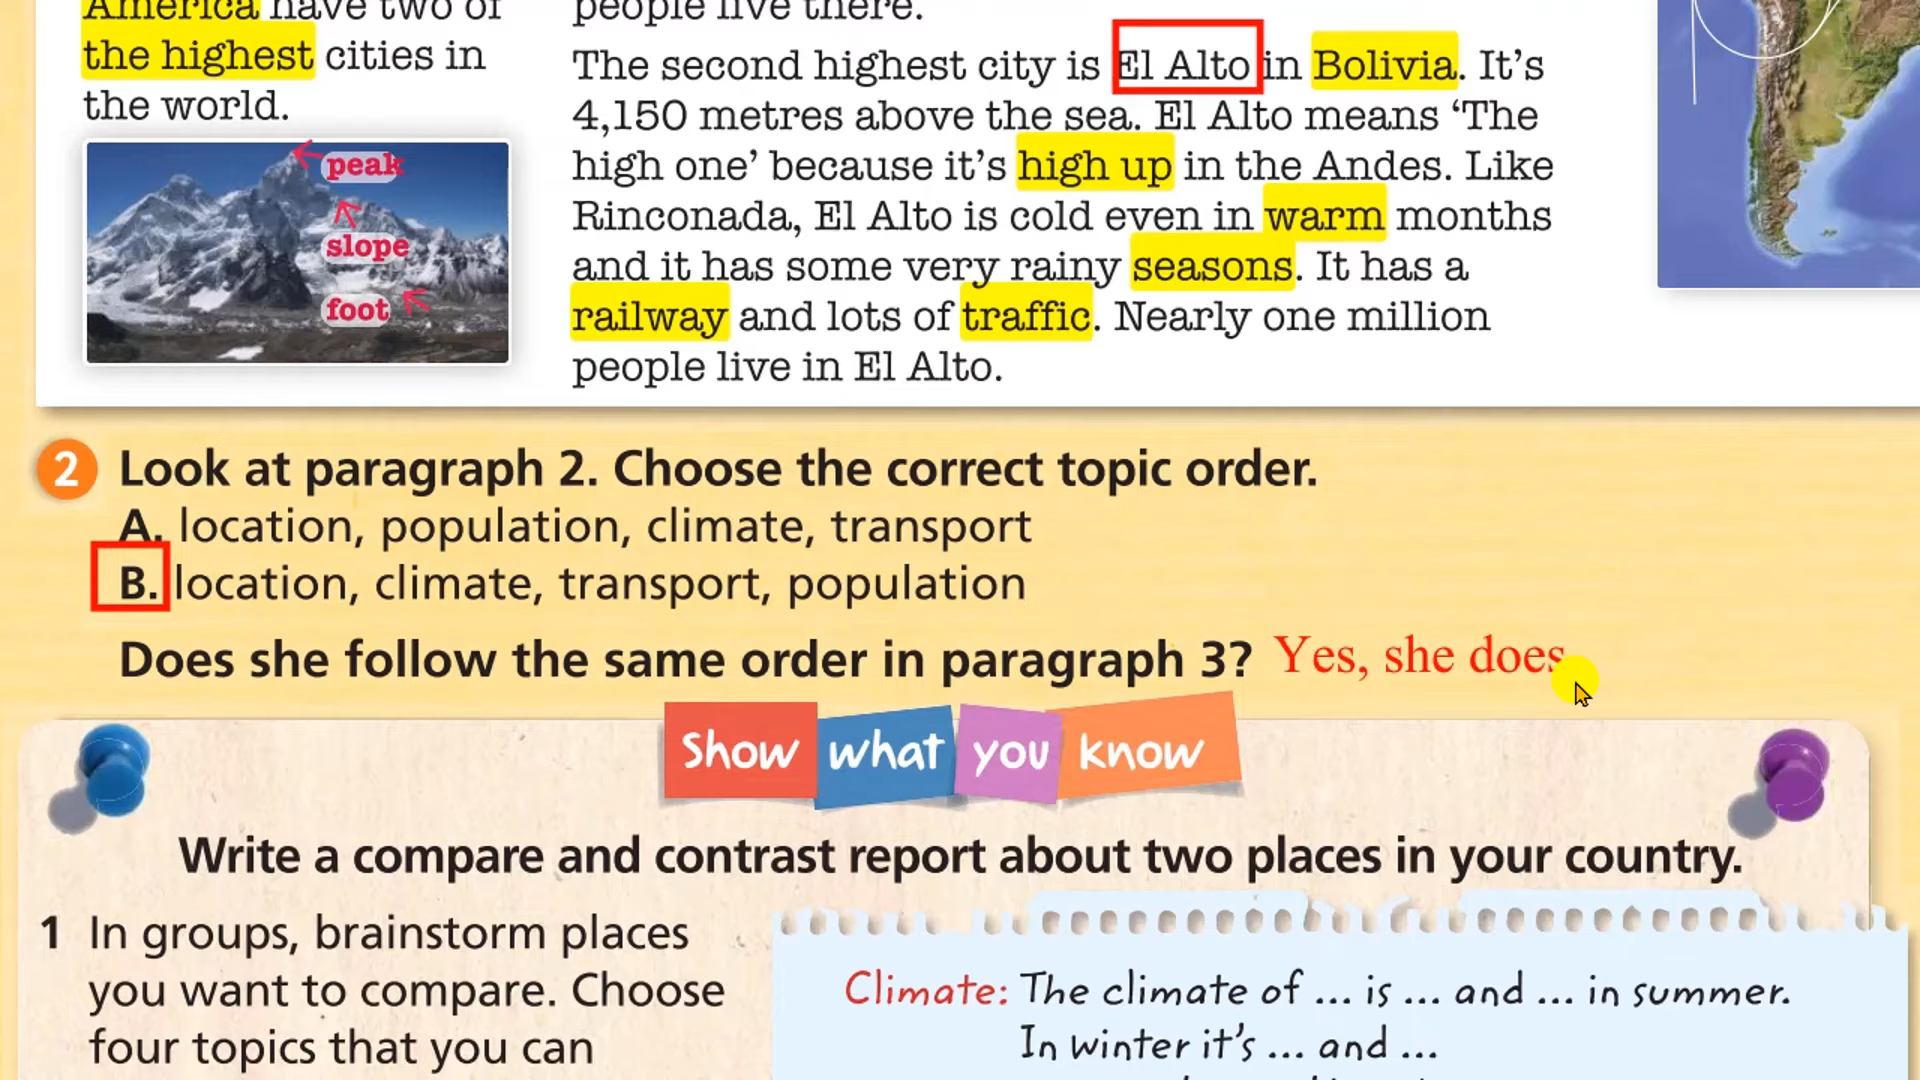 America have two of
the highest cities in
the world.
peak
slope
foot
people live there.
The second highest city is El Alto in Bolivia. It's
4,150 metres above the sea. El Alto means 'The
high one' because it's high up in the Andes. Like
Rinconada, El Alto is cold even in warm months
and it has some very rainy seasons. It has a
railway and lots of traffic. Nearly one million
people live in El Alto.
2 Look at paragraph 2. Choose the correct topic order.
A. location, population, climate, transport
B. location, climate, transport, population
Does she follow the same order in paragraph 3? Yes, she does
Show what you know
Write a compare and contrast report about two places in your country.
1 In groups, brainstorm places
you want to compare. Choose
four topics that you can
Climate: The climate of ... is ... and ... in summer.
In winter it's ... and ...